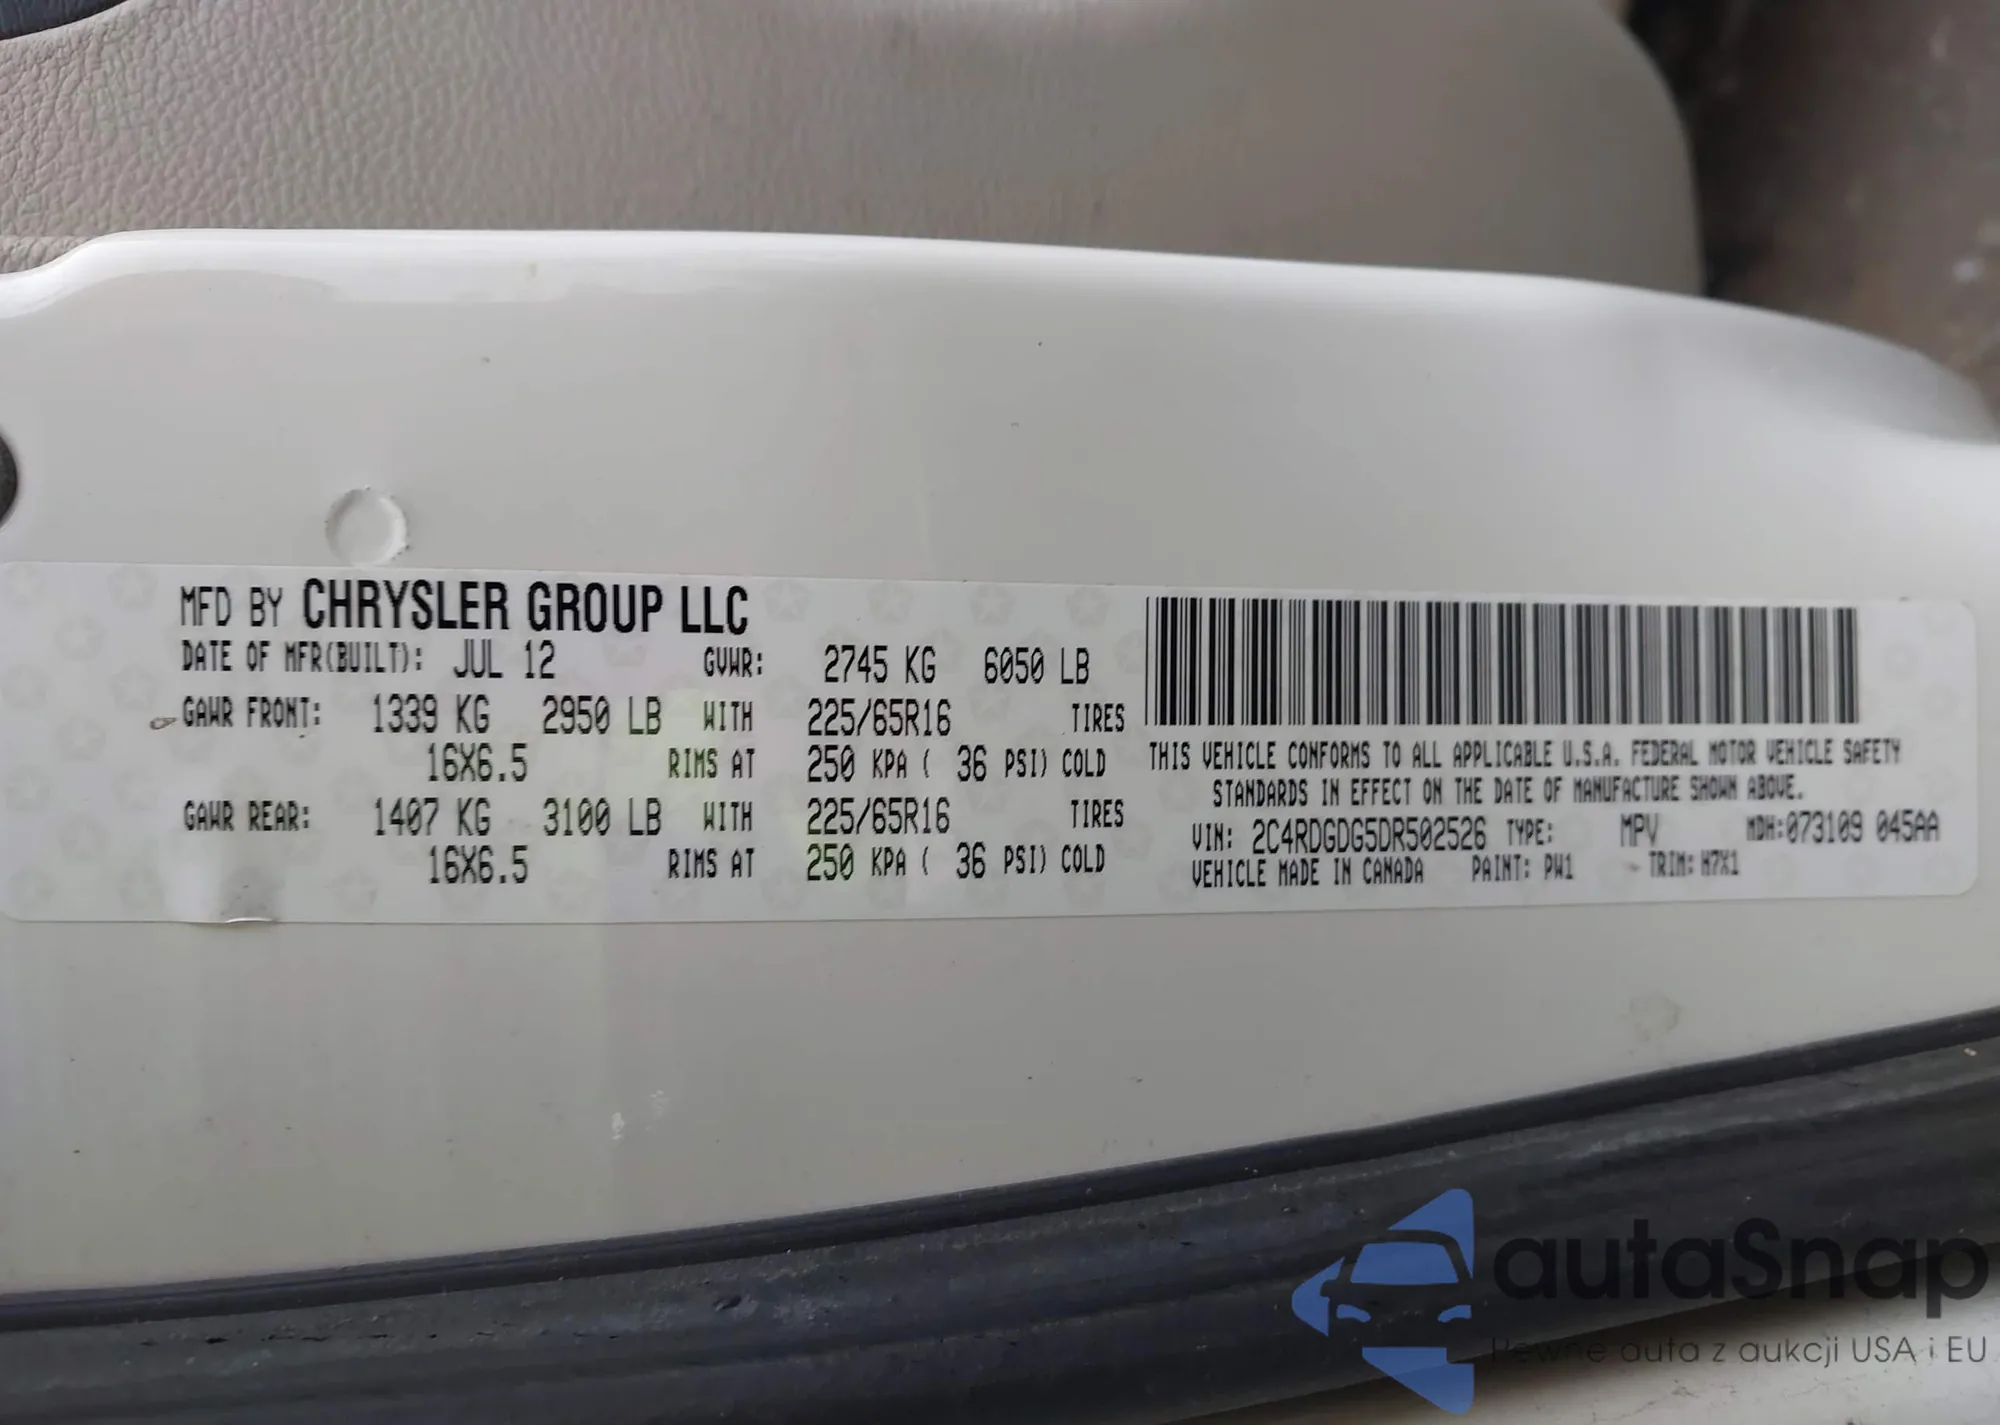 MFD BY CHRYSLER GROUP LLC
DATE OF MFR(BUILT): JUL 12 GVWR: 2745 KG 6050 LB
GAWR FRONT: 1339 KG 2950 LB WITH 225/65R16 TIRES
16X6.5 RIMS AT 250 KPA ( 36 PSI) COLD
GAWR REAR: 1407 KG 3100 LB WITH 225/65R16 TIRES
16X6.5 RIMS AT 250 KPA ( 36 PSI) COLD
THIS VEHICLE CONFORMS TO ALL APPLICABLE U.S.A. FEDERAL MOTOR VEHICLE SAFETY
STANDARDS IN EFFECT ON THE DATE OF MANUFACTURE SHOWN ABOVE.
VIN: 2C4RDGDG5DR502526 TYPE: MPV MDH:073109 045AA
VEHICLE MADE IN CANADA PAINT: PW1 TRIM: H7X1
autaSnap
Pewne auta z aukcji USA i EU